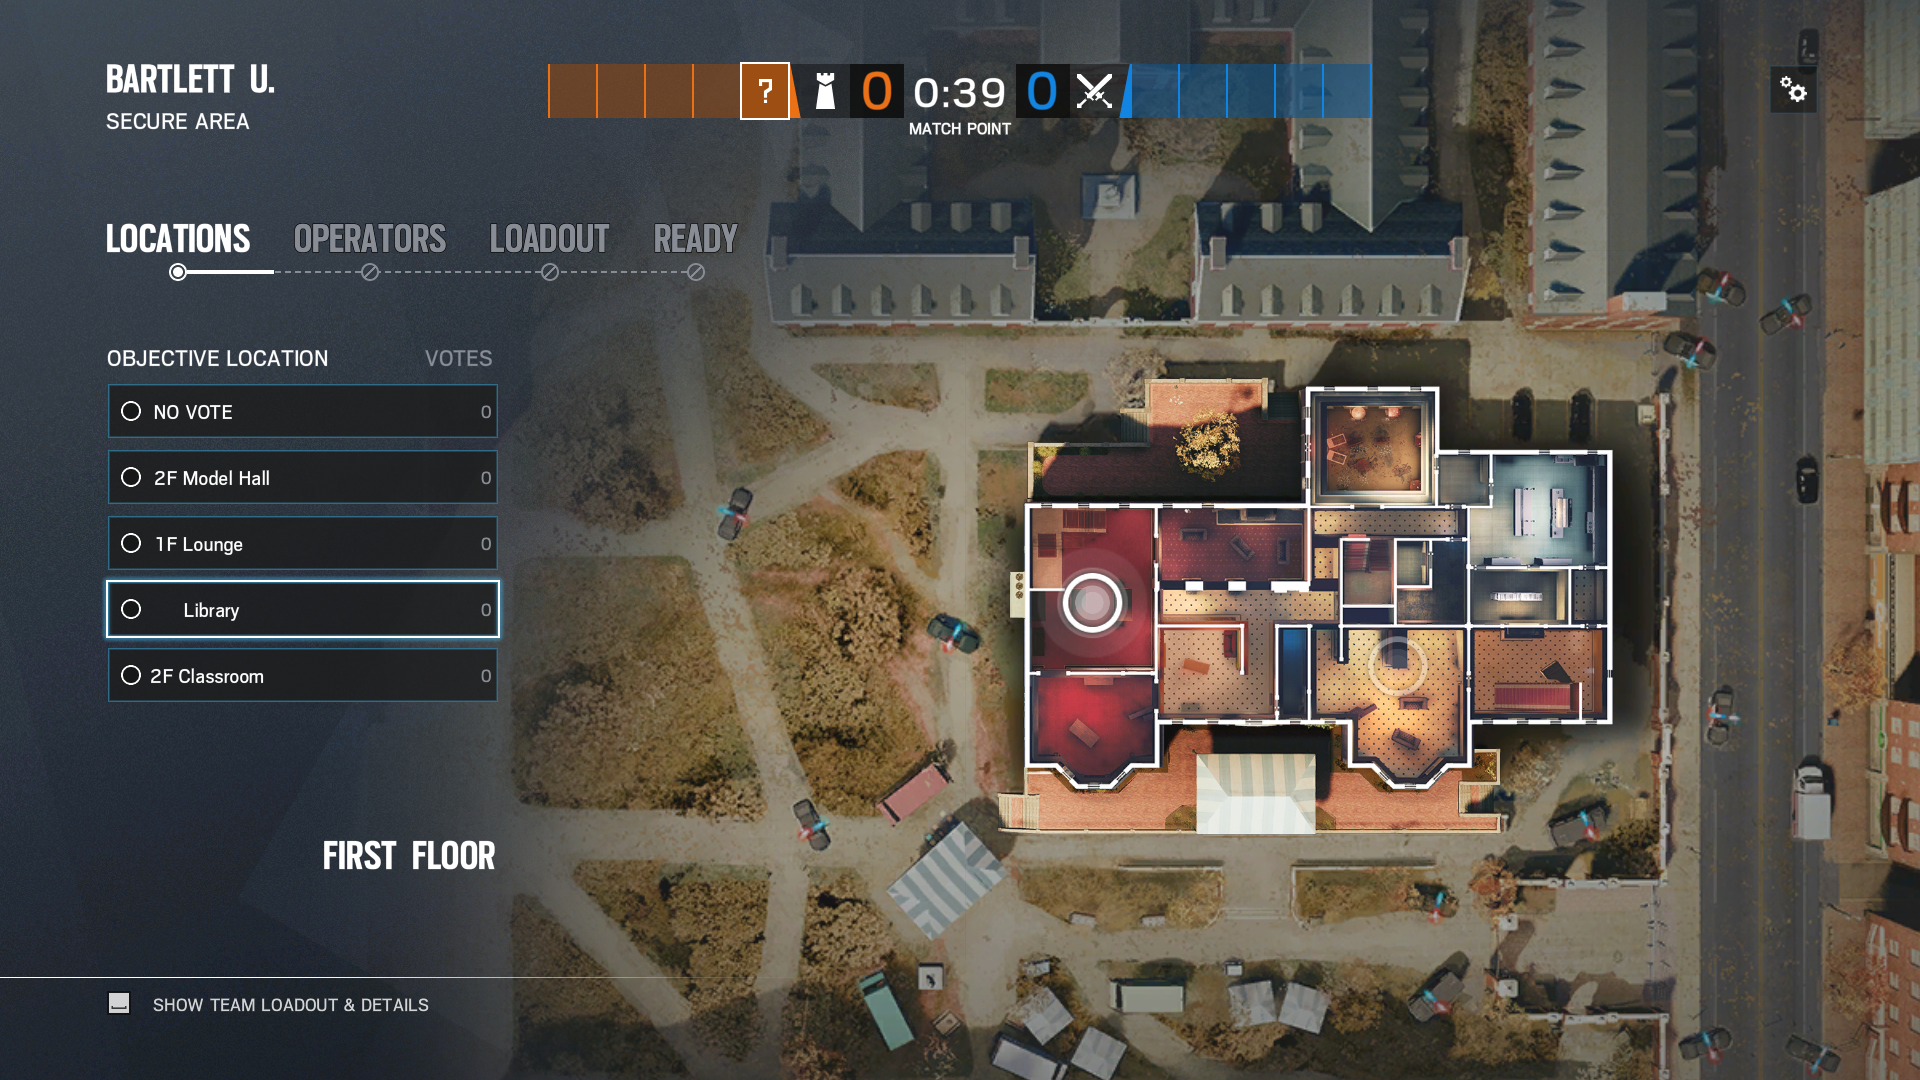 BARTLETT U.
SECURE AREA
?
0
0:39
0
MATCH POINT
LOCATIONS
OPERATORS
LOADOUT
READY
OBJECTIVE LOCATION
VOTES
NO VOTE
0
2F Model Hall
0
1F Lounge
0
Library
0
2F Classroom
0
FIRST FLOOR
SHOW TEAM LOADOUT & DETAILS